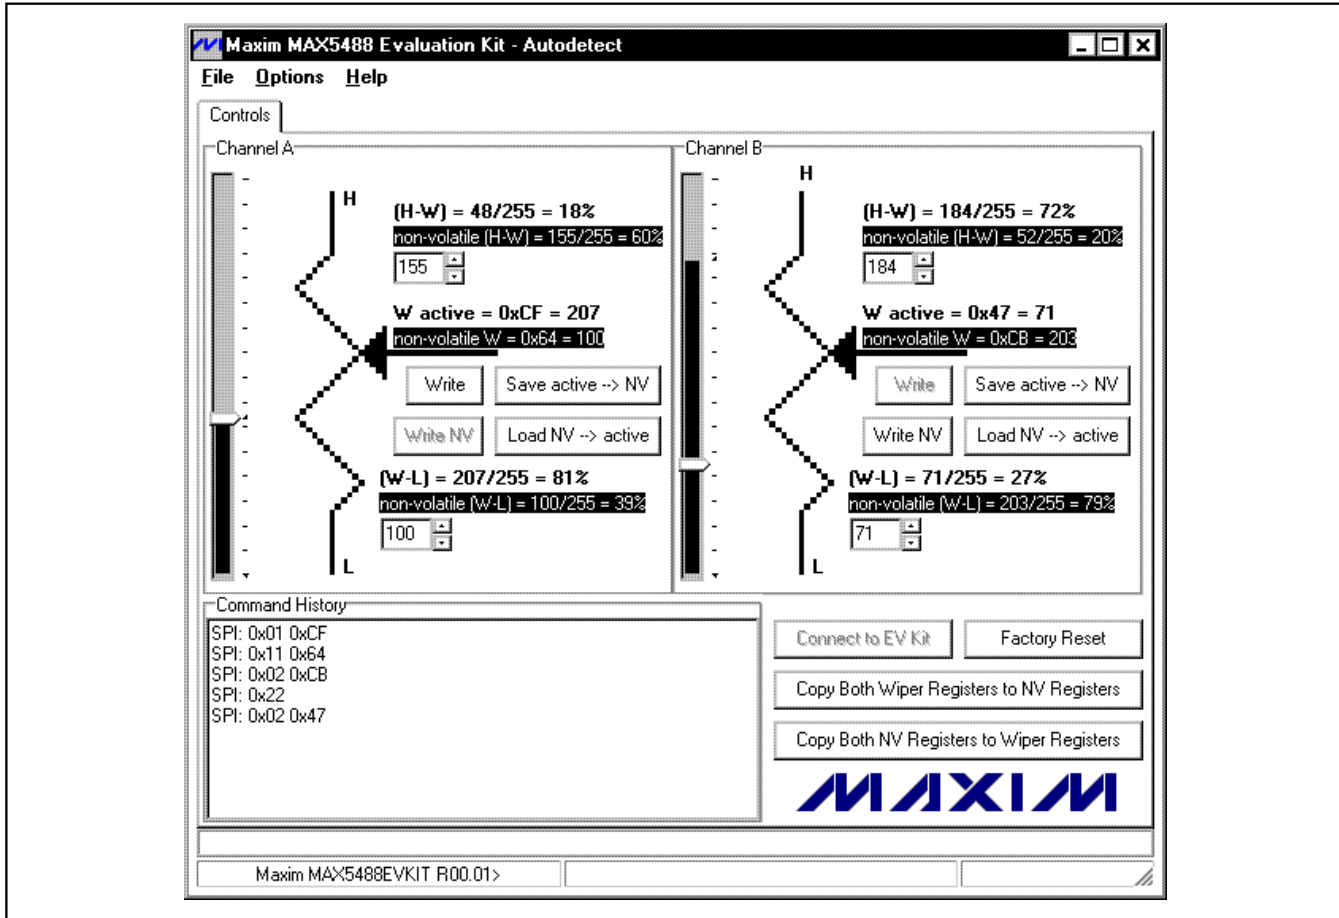 Maxim MAX5488 Evaluation Kit - Autodetect
File Options Help
Controls
Channel A
H
(H-W) = 48/255 = 18%
non-volatile (H-W) = 155/255 = 60%
155
W active = 0xCF = 207
non-volatile W = 0x64 = 100
Write
Save active --> NV
Write NV
Load NV --> active
(W-L) = 207/255 = 81%
non-volatile (W-L) = 100/255 = 39%
100
L
Channel B
H
(H-W) = 184/255 = 72%
non-volatile (H-W) = 52/255 = 20%
184
W active = 0x47 = 71
non-volatile W = 0xCB = 203
Write
Save active --> NV
Write NV
Load NV --> active
(W-L) = 71/255 = 27%
non-volatile (W-L) = 203/255 = 79%
71
L
Command History
SPI: 0x01 0xCF
SPI: 0x11 0x64
SPI: 0x02 0xCB
SPI: 0x22
SPI: 0x02 0x47
Connect to EV Kit
Factory Reset
Copy Both Wiper Registers to NV Registers
Copy Both NV Registers to Wiper Registers
MAXIM
Maxim MAX5488EVKIT R00.01>